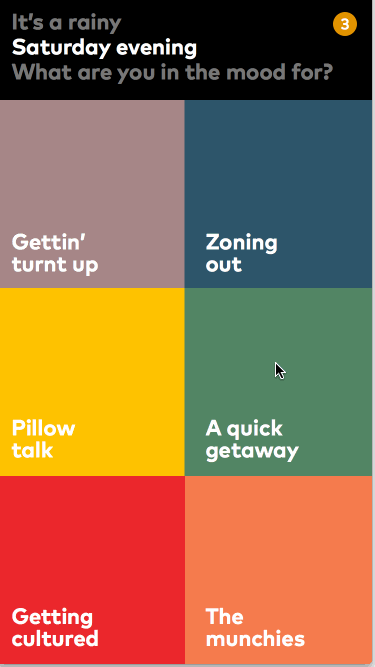 It's a rainy
3
Saturday evening
What are you in the mood for?
Gettin'
turnt up
Zoning
out
Pillow
talk
A quick
getaway
Getting
cultured
The
munchies